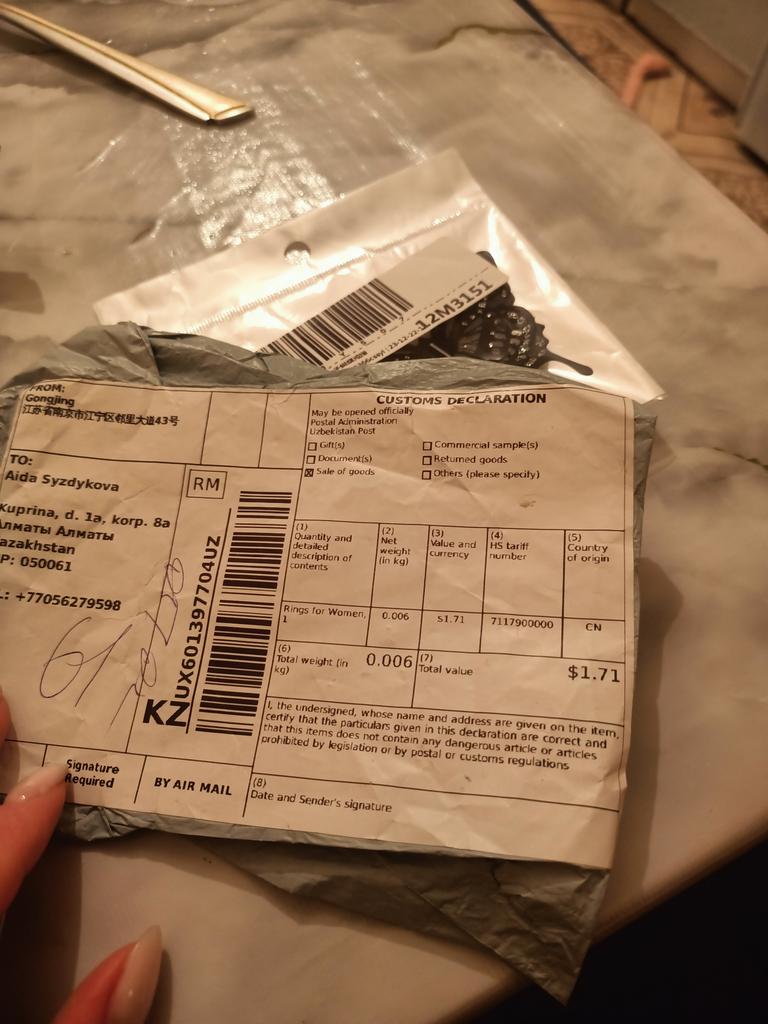 12M3151
FROM:
Gongjing
江苏省南京市江宁区邻里大道43号
TO:
Aida Syzdykova
Kuprina, d. 1a, korp. 8a
Алматы Алматы
azakhstan
P: 050061
L: +77056279598
RM
UX601397704UZ
KZ
Signature
Required
BY AIR MAIL
CUSTOMS DECLARATION
May be opened officially
Postal Administration
Uzbekistan Post
Gift(s)
Commercial sample(s)
Document(s)
Returned goods
Sale of goods
Others (please specify)
(1)
Quantity and
detailed
description of
contents
(2)
Net
weight
(in kg)
(3)
Value and
currency
(4)
HS tariff
number
(5)
Country
of origin
Rings for Women,
1
0.006
$1.71
7117900000
CN
(6)
Total weight (in
kg)
0.006
(7)
Total value
$1.71
I, the undersigned, whose name and address are given on the item,
certify that the particulars given in this declaration are correct and
that this items does not contain any dangerous article or articles
prohibited by legislation or by postal or customs regulations
(8)
Date and Sender's signature